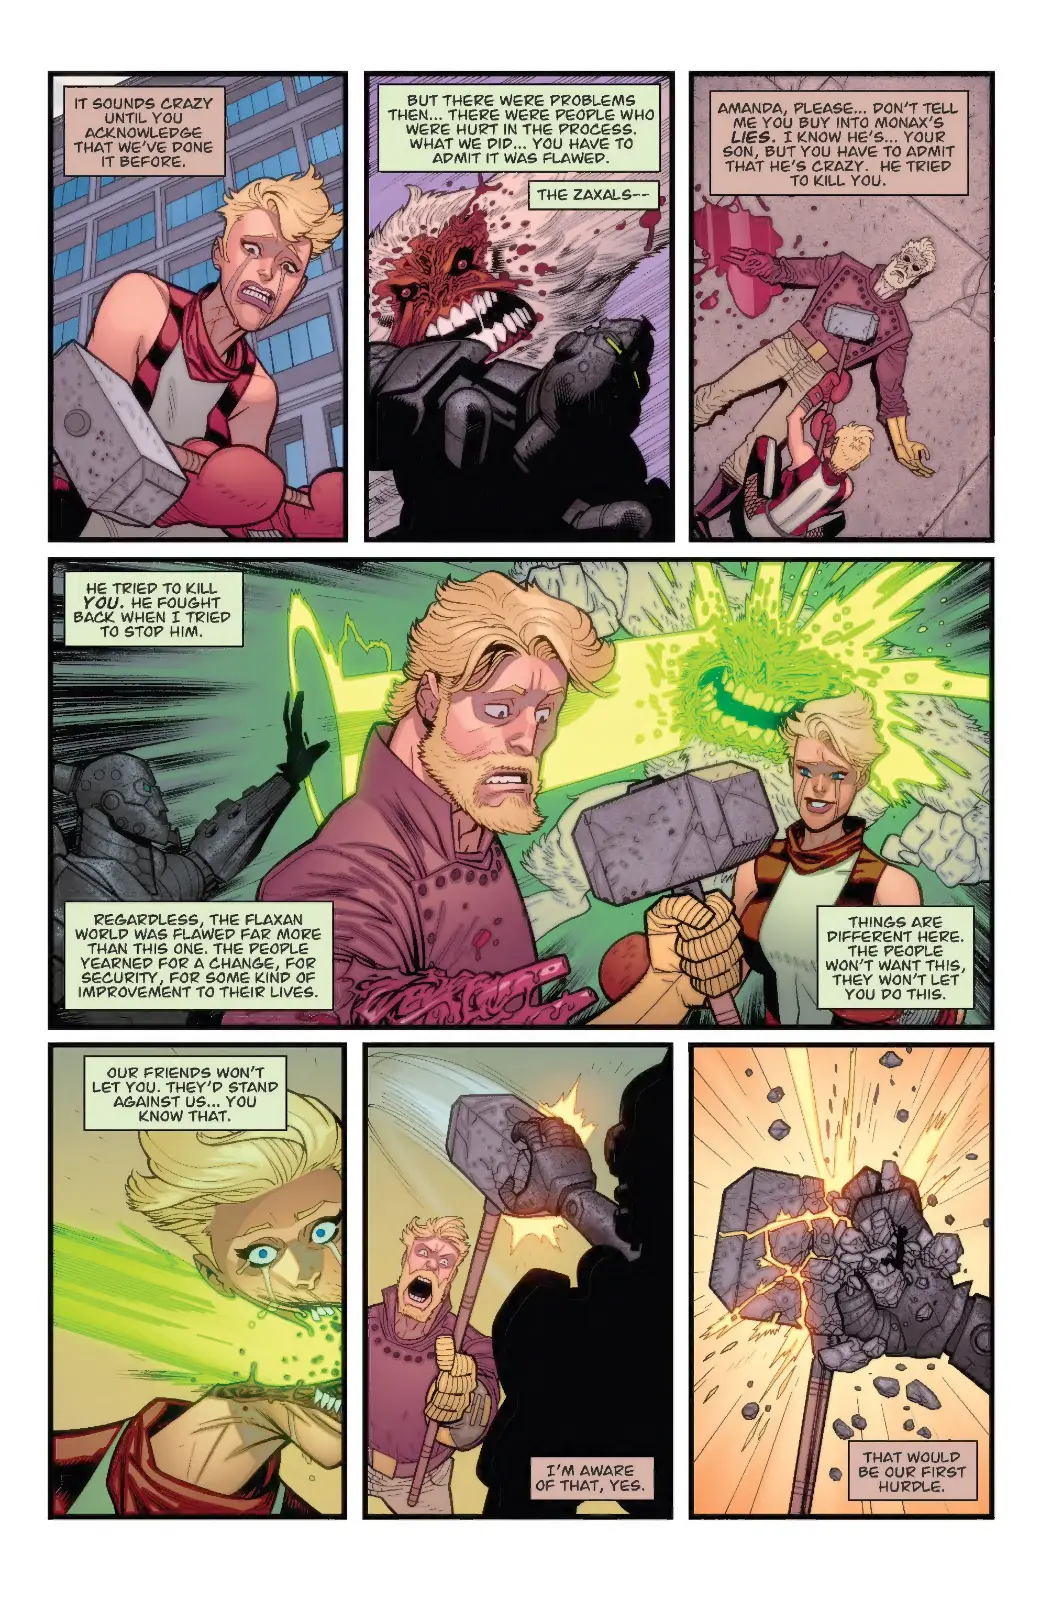 IT SOUNDS CRAZY
UNTIL YOU
ACKNOWLEDGE
THAT WE'VE DONE
IT BEFORE.
BUT THERE WERE PROBLEMS
THEN... THERE WERE PEOPLE WHO
WERE HURT IN THE PROCESS.
WHAT WE DID... YOU HAVE TO
ADMIT IT WAS FLAWED.
THE ZAXALS--
AMANDA, PLEASE... DON'T TELL
ME YOU BUY INTO MONAX'S
LIES. I KNOW HE'S... YOUR
SON, BUT YOU HAVE TO ADMIT
THAT HE'S CRAZY. HE TRIED
TO KILL YOU.
HE TRIED TO KILL
YOU. HE FOUGHT
BACK WHEN I TRIED
TO STOP HIM.
REGARDLESS, THE FLAXAN
WORLD WAS FLAWED FAR MORE
THAN THIS ONE. THE PEOPLE
YEARNED FOR A CHANGE, FOR
SECURITY, FOR SOME KIND OF
IMPROVEMENT TO THEIR LIVES.
THINGS ARE
DIFFERENT HERE.
THE PEOPLE
WON'T WANT THIS,
THEY WON'T LET
YOU DO THIS.
OUR FRIENDS WON'T
LET YOU. THEY'D STAND
AGAINST US... YOU
KNOW THAT.
I'M AWARE
OF THAT, YES.
THAT WOULD
BE OUR FIRST
HURDLE.